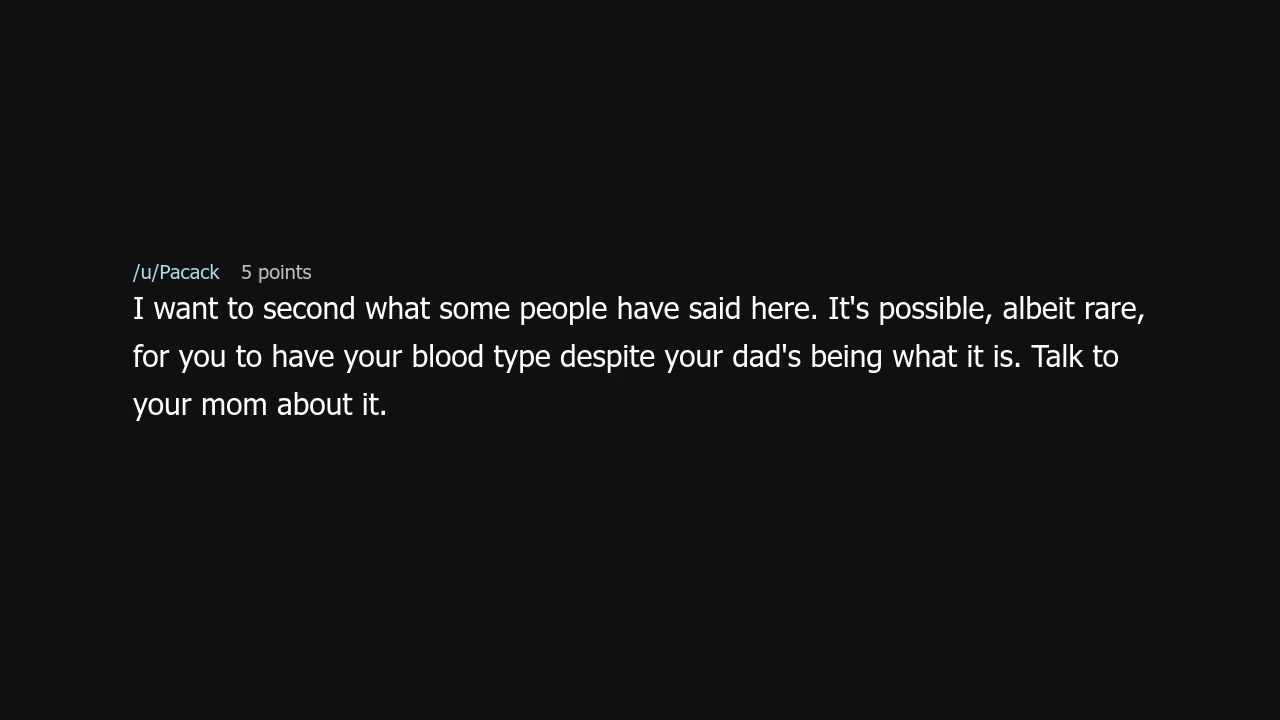 /u/Pacack 5 points
I want to second what some people have said here. It's possible, albeit rare,
for you to have your blood type despite your dad's being what it is. Talk to
your mom about it.